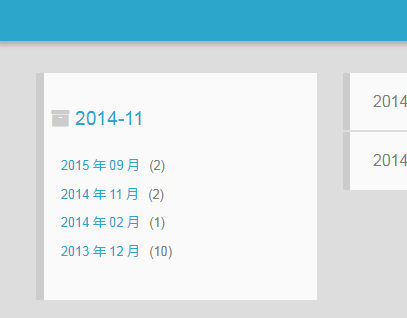 2014-11
2015 年 09 月 (2)
2014 年 11 月 (2)
2014 年 02 月 (1)
2013 年 12 月 (10)
2014
2014